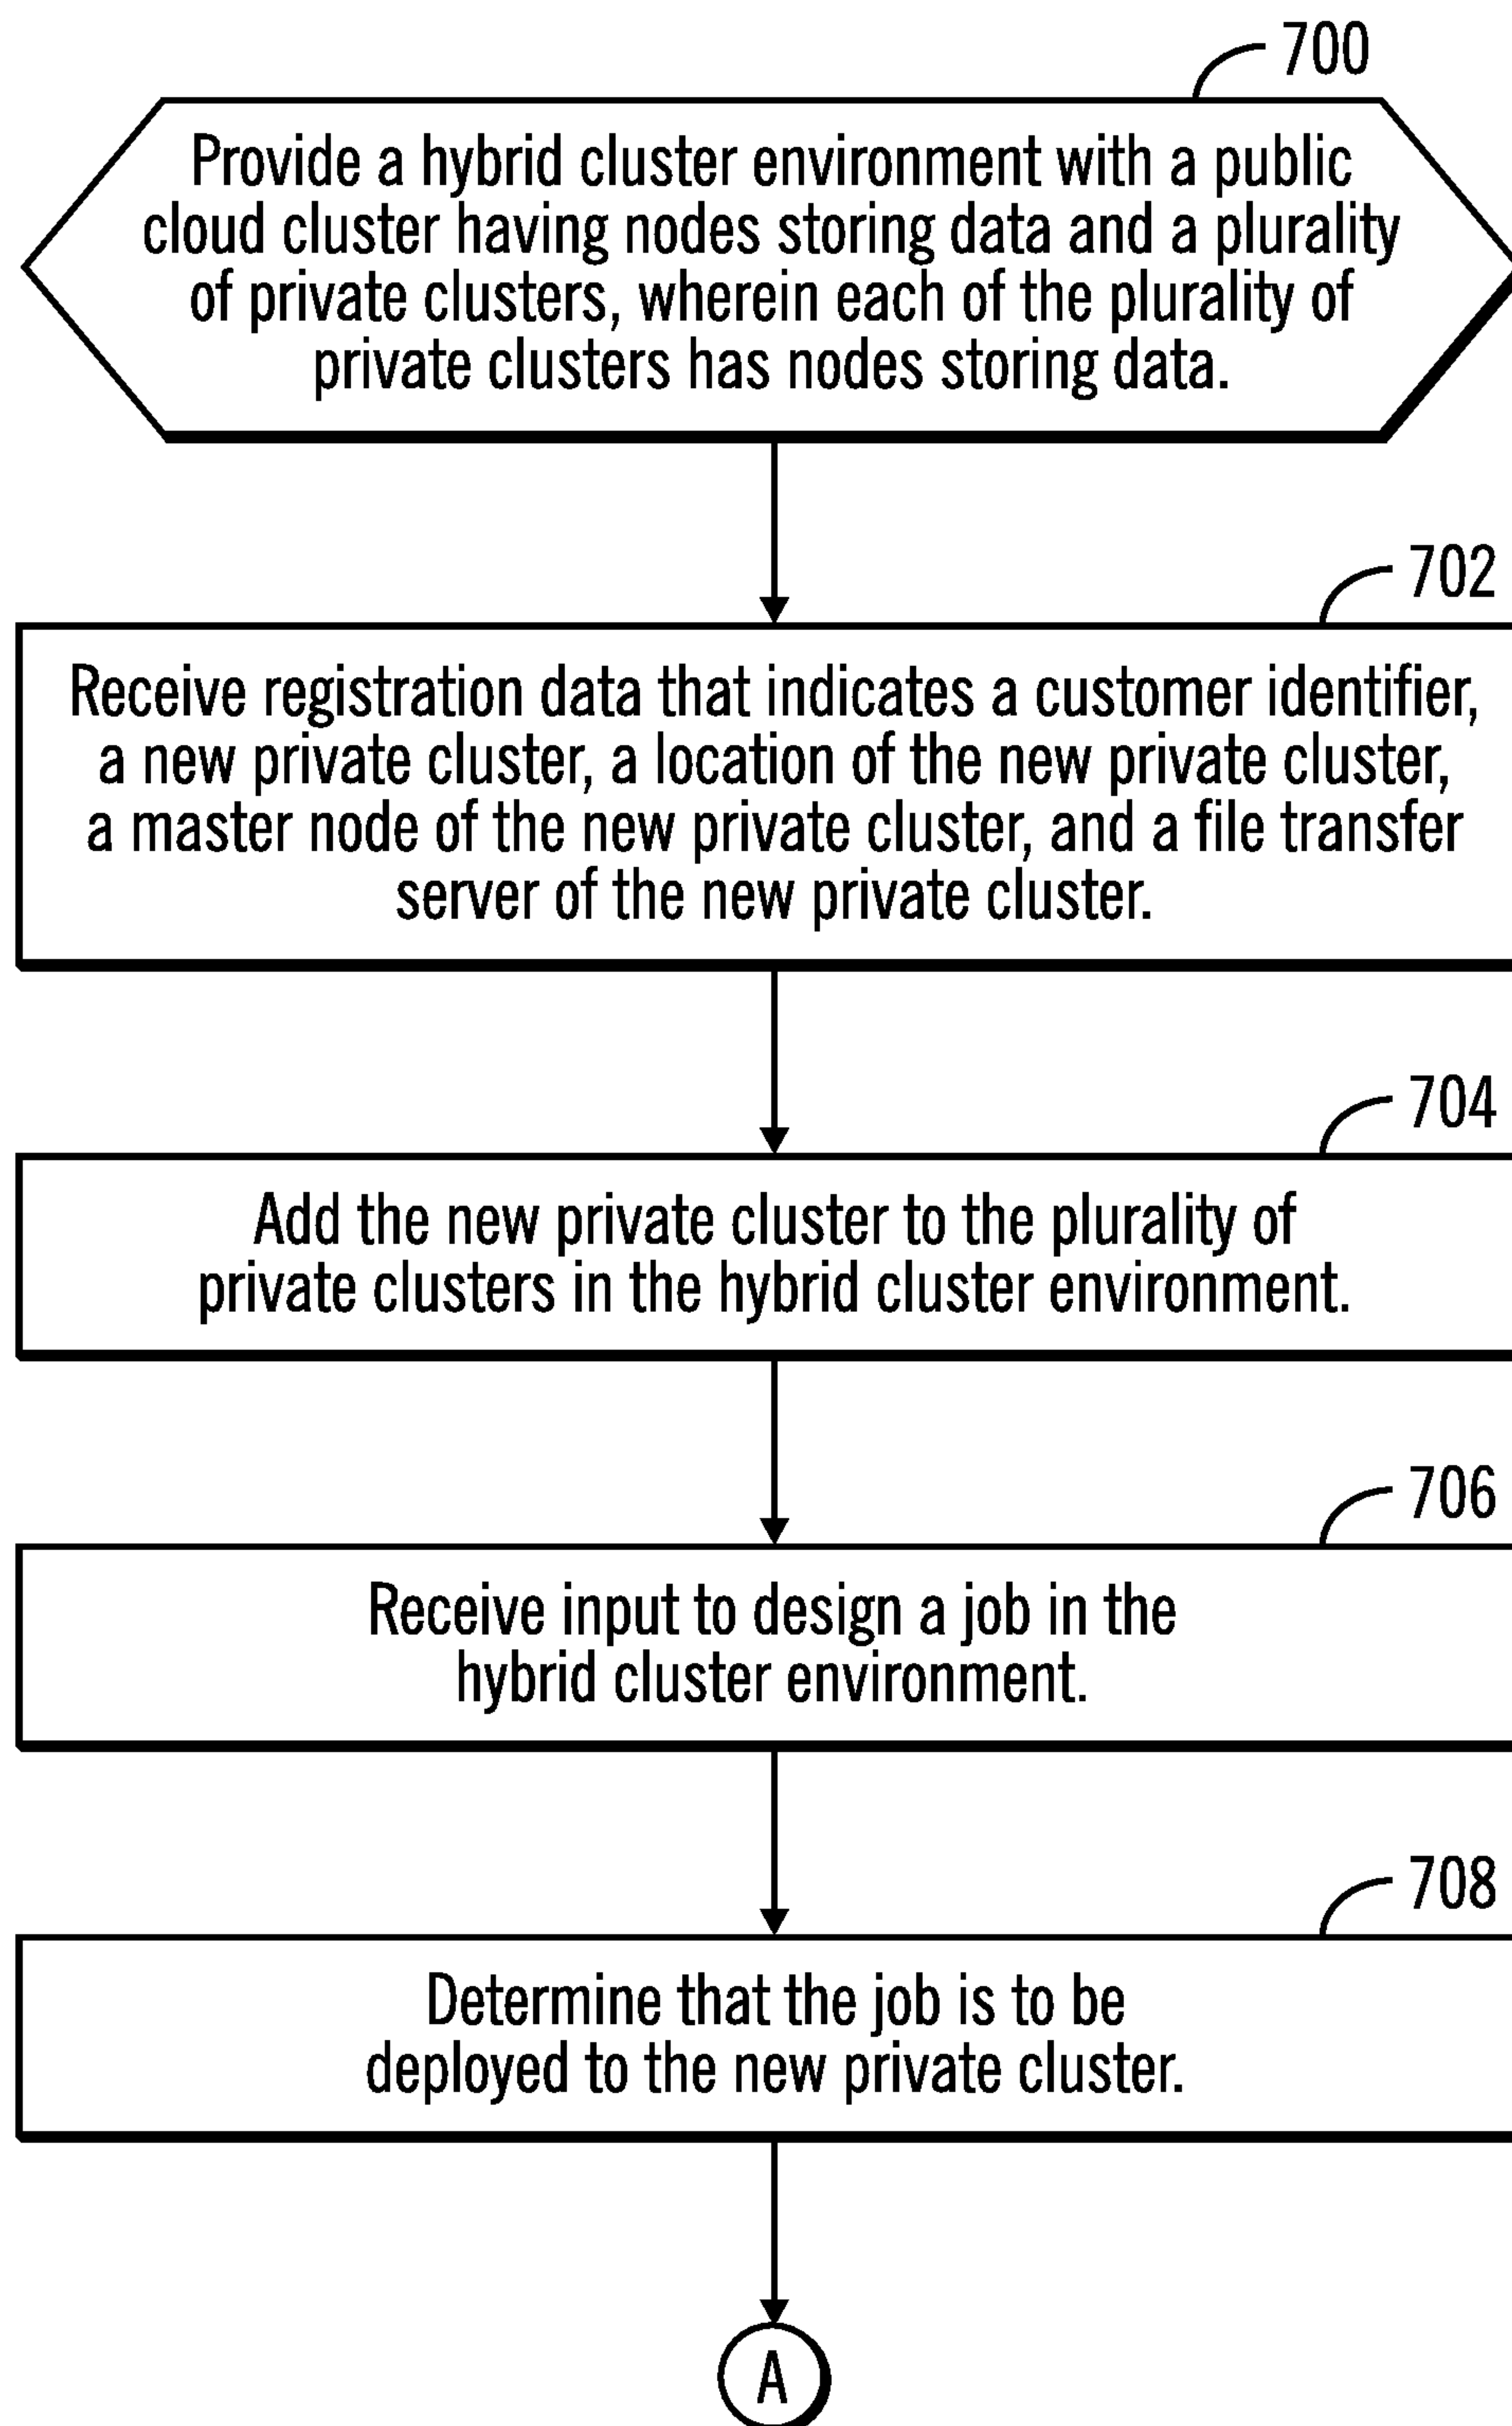 700
Provide a hybrid cluster environment with a public
cloud cluster having nodes storing data and a plurality
of private clusters, wherein each of the plurality of
private clusters has nodes storing data.
702
Receive registration data that indicates a customer identifier,
a new private cluster, a location of the new private cluster,
a master node of the new private cluster, and a file transfer
server of the new private cluster.
704
Add the new private cluster to the plurality of
private clusters in the hybrid cluster environment.
706
Receive input to design a job in the
hybrid cluster environment.
708
Determine that the job is to be
deployed to the new private cluster.
A